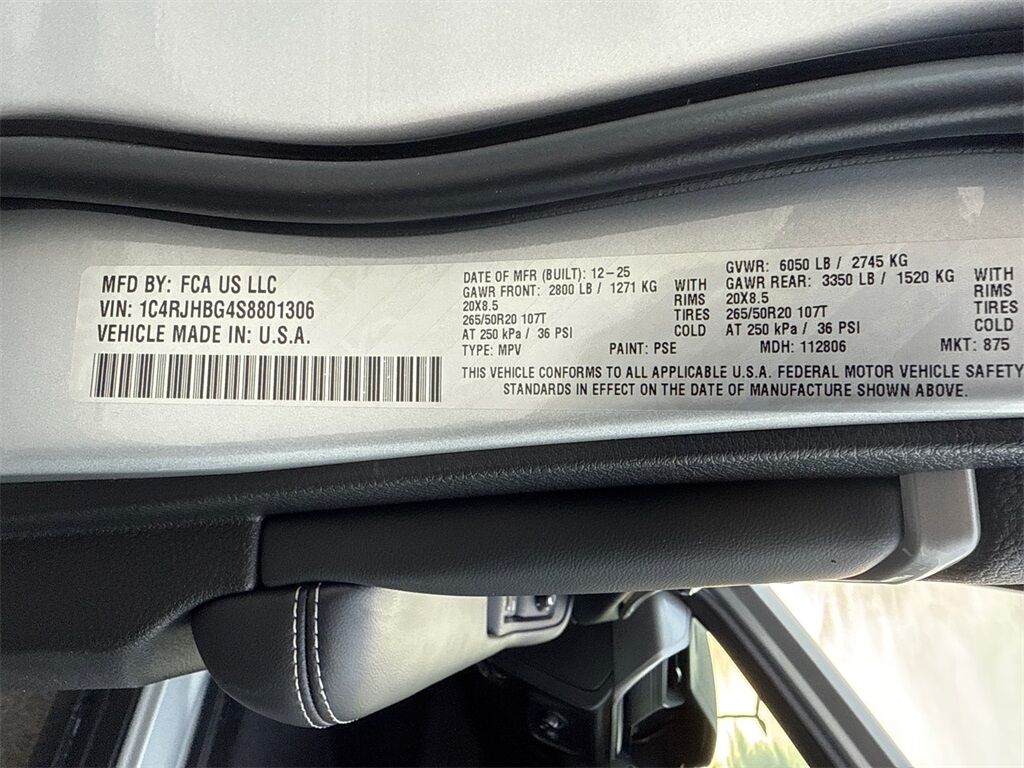 MFD BY: FCA US LLC
VIN: 1C4RJHBG4S8801306
VEHICLE MADE IN: U.S.A.
DATE OF MFR (BUILT): 12-25
GAWR FRONT: 2800 LB / 1271 KG WITH
20X8.5 RIMS
265/50R20 107T TIRES
AT 250 kPa / 36 PSI COLD
GVWR: 6050 LB / 2745 KG
GAWR REAR: 3350 LB / 1520 KG WITH
20X8.5 RIMS
265/50R20 107T TIRES
AT 250 kPa / 36 PSI COLD
TYPE: MPV PAINT: PSE MDH: 112806 MKT: 875
THIS VEHICLE CONFORMS TO ALL APPLICABLE U.S.A. FEDERAL MOTOR VEHICLE SAFETY
STANDARDS IN EFFECT ON THE DATE OF MANUFACTURE SHOWN ABOVE.